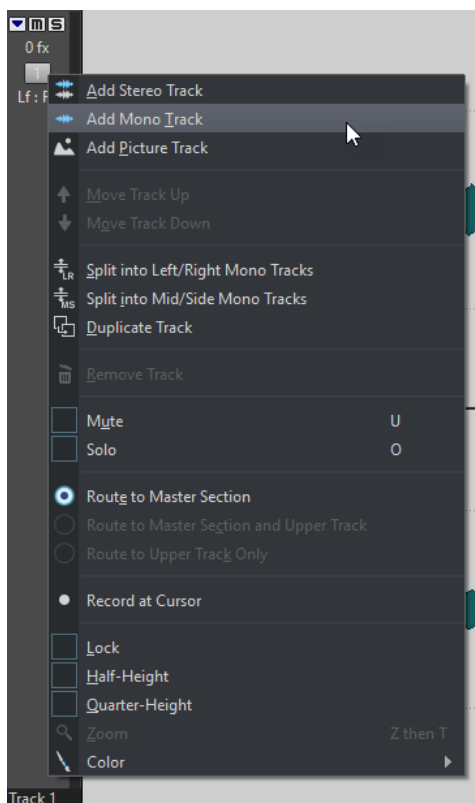 M S
0 fx
1
Lf : F
Add Stereo Track
Add Mono Track
Add Picture Track
Move Track Up
Move Track Down
LR Split into Left/Right Mono Tracks
MS Split into Mid/Side Mono Tracks
Duplicate Track
Remove Track
Mute U
Solo O
Route to Master Section
Route to Master Section and Upper Track
Route to Upper Track Only
Record at Cursor
Lock
Half-Height
Quarter-Height
Zoom Z then T
Color
Track 1